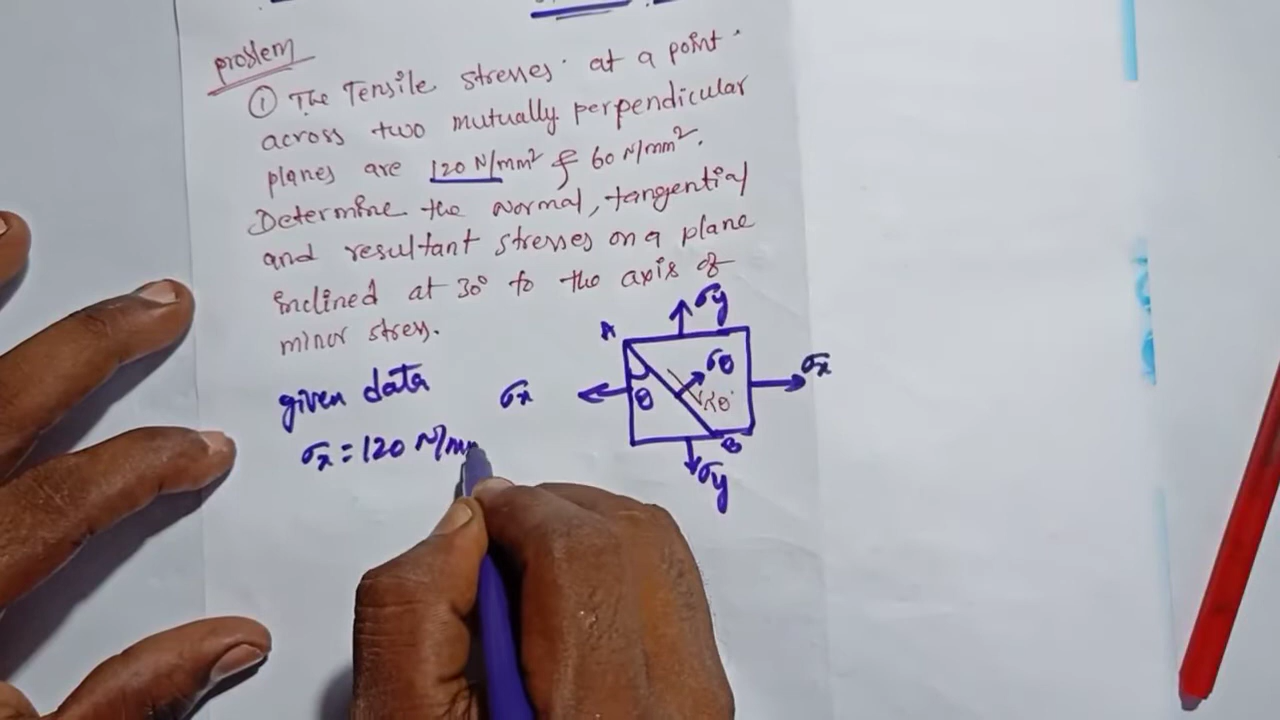 problem
① The Tensile stresses at a point
across two mutually perpendicular
planes are 120 N/mm² & 60 N/mm².
Determine the Normal, tangential
and resultant stresses on a plane
inclined at 30° to the axis of
minor stress.
given data
σx = 120 N/mm
A
σy
σθ
σx
σx
θ
B
σy